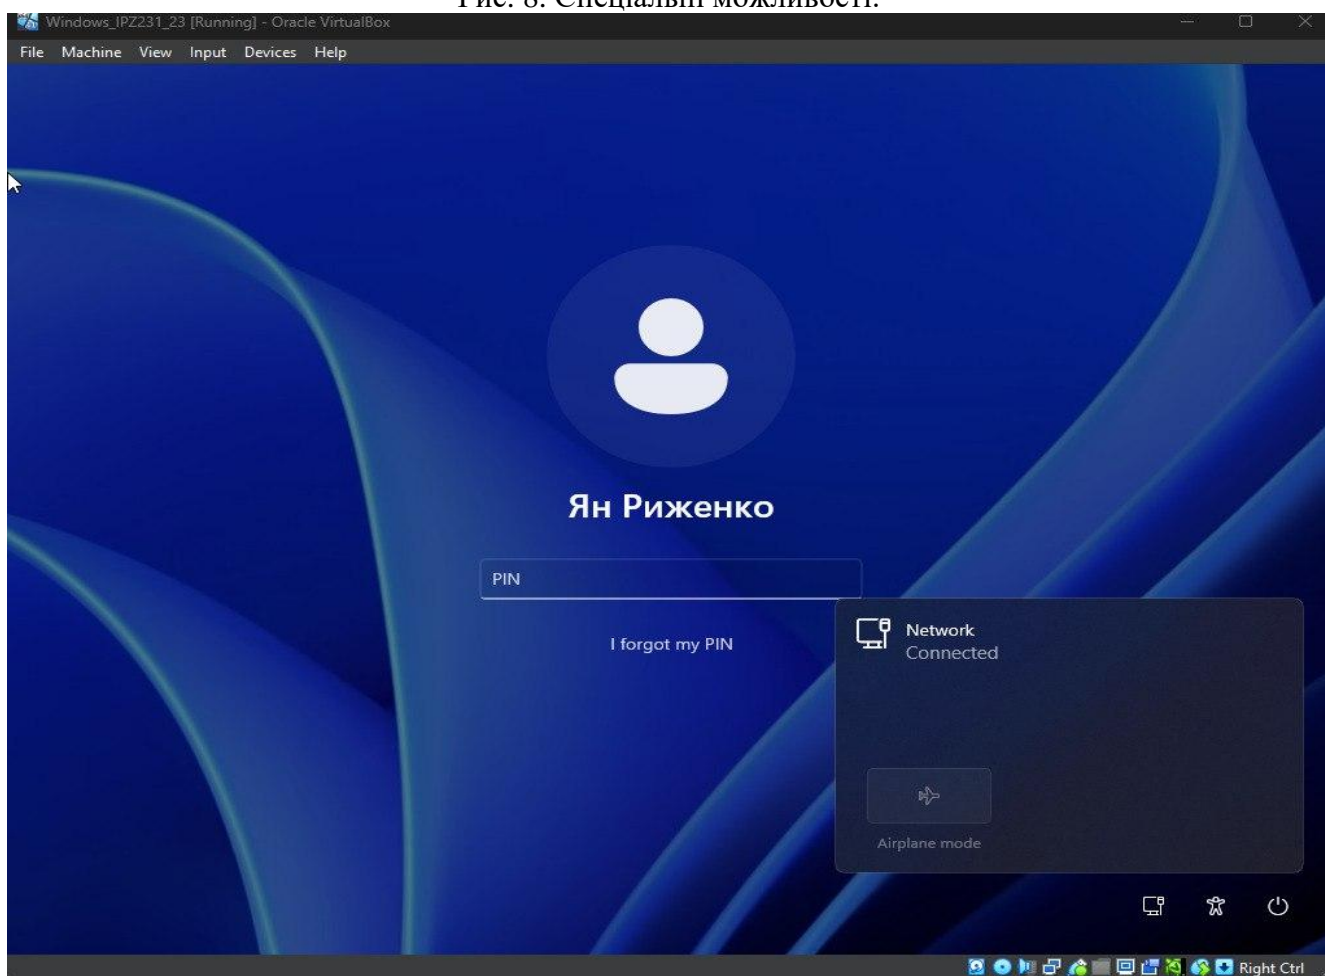 Рис. 8. Спеціальні можливості.
Windows_IPZ231_23 [Running] - Oracle VirtualBox
File Machine View Input Devices Help
Ян Риженко
PIN
I forgot my PIN
Network
Connected
Airplane mode
Right Ctrl